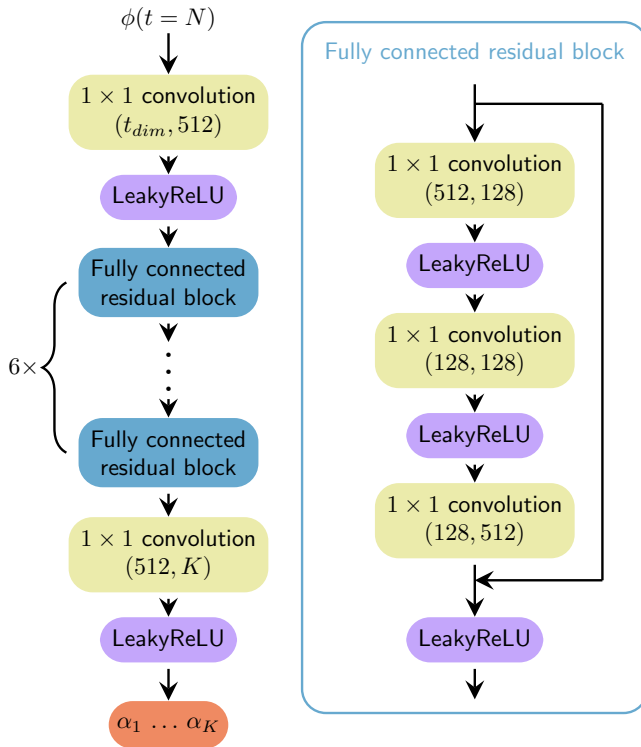 ϕ(t = N)
1 × 1 convolution
(t_dim, 512)
LeakyReLU
Fully connected
residual block
6×
Fully connected
residual block
1 × 1 convolution
(512, K)
LeakyReLU
α₁ … α_K
Fully connected residual block
1 × 1 convolution
(512, 128)
LeakyReLU
1 × 1 convolution
(128, 128)
LeakyReLU
1 × 1 convolution
(128, 512)
LeakyReLU